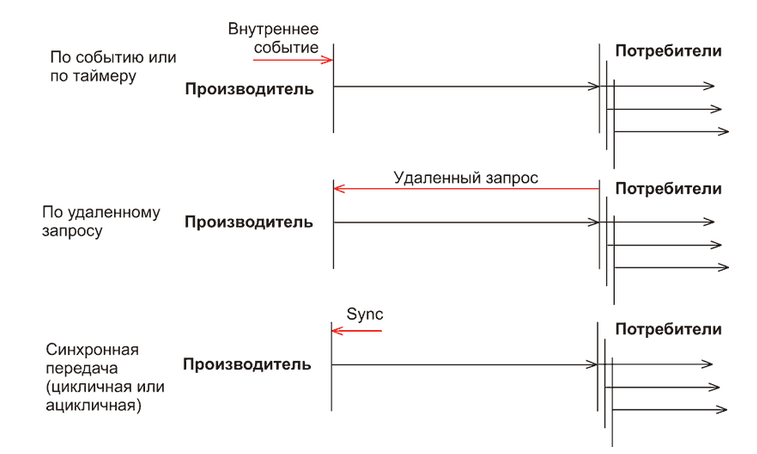 Внутреннее
событие
По событию или
по таймеру
Производитель
Потребители
Удаленный запрос
По удаленному
запросу
Производитель
Потребители
Sync
Синхронная
передача
(цикличная или
ацикличная)
Производитель
Потребители